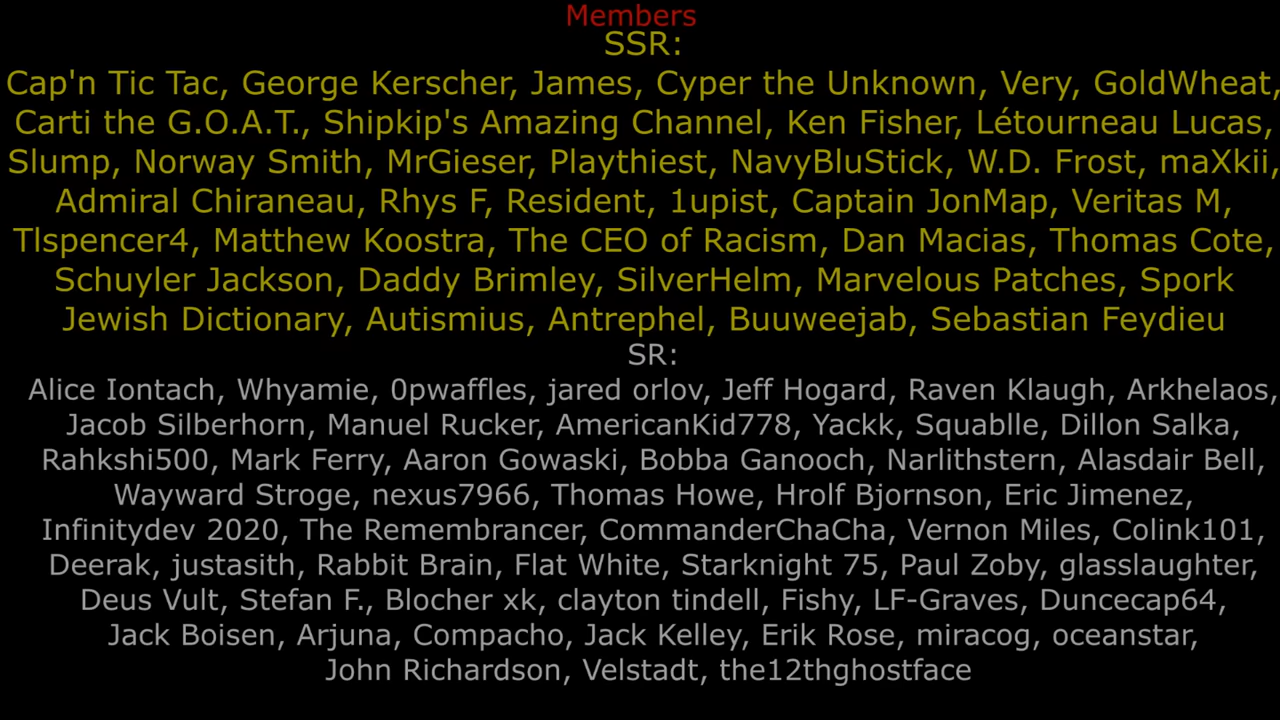 Members
SSR:
Cap'n Tic Tac, George Kerscher, James, Cyper the Unknown, Very, GoldWheat,
Carti the G.O.A.T., Shipkip's Amazing Channel, Ken Fisher, Létourneau Lucas,
Slump, Norway Smith, MrGieser, Playthiest, NavyBluStick, W.D. Frost, maXkii,
Admiral Chiraneau, Rhys F, Resident, 1upist, Captain JonMap, Veritas M,
Tlspencer4, Matthew Koostra, The CEO of Racism, Dan Macias, Thomas Cote,
Schuyler Jackson, Daddy Brimley, SilverHelm, Marvelous Patches, Spork
Jewish Dictionary, Autismius, Antrephel, Buuweejab, Sebastian Feydieu
SR:
Alice Iontach, Whyamie, 0pwaffles, jared orlov, Jeff Hogard, Raven Klaugh, Arkhelaos,
Jacob Silberhorn, Manuel Rucker, AmericanKid778, Yackk, Squablle, Dillon Salka,
Rahkshi500, Mark Ferry, Aaron Gowaski, Bobba Ganooch, Narlithstern, Alasdair Bell,
Wayward Stroge, nexus7966, Thomas Howe, Hrolf Bjornson, Eric Jimenez,
Infinitydev 2020, The Remembrancer, CommanderChaCha, Vernon Miles, Colink101,
Deerak, justasith, Rabbit Brain, Flat White, Starknight 75, Paul Zoby, glasslaughter,
Deus Vult, Stefan F., Blocher xk, clayton tindell, Fishy, LF-Graves, Duncecap64,
Jack Boisen, Arjuna, Compacho, Jack Kelley, Erik Rose, miracog, oceanstar,
John Richardson, Velstadt, the12thghostface